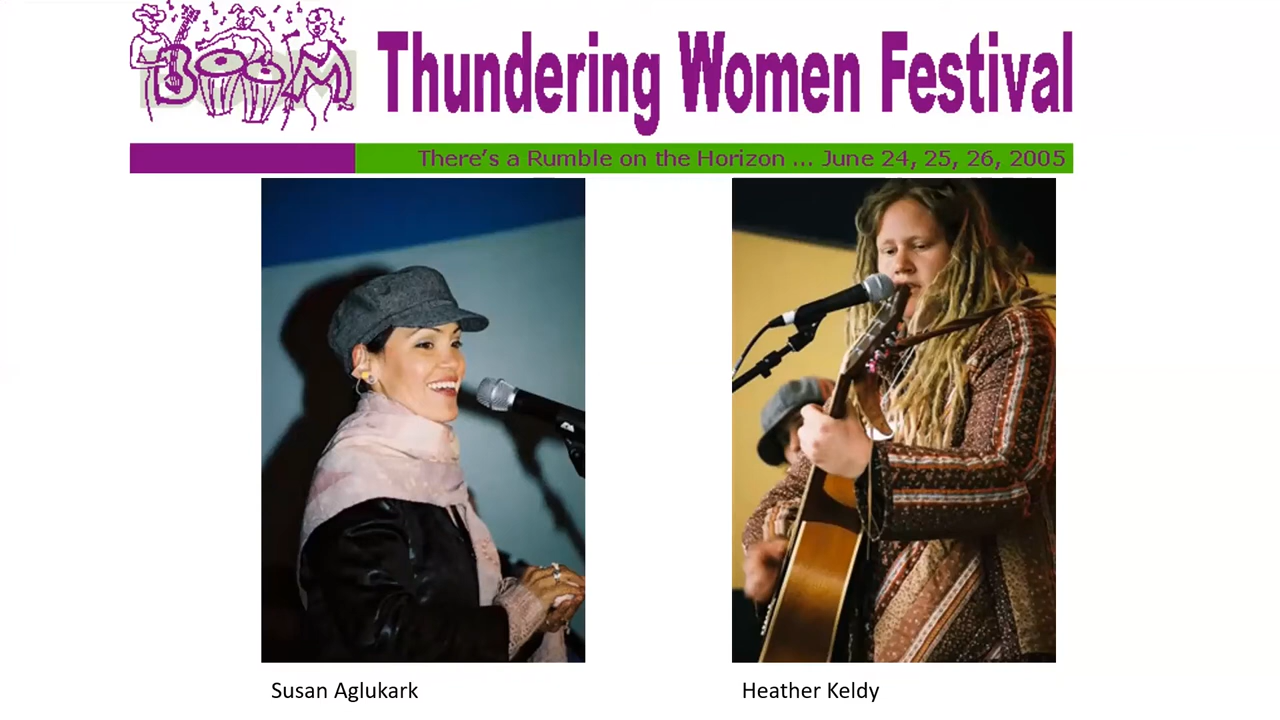 BOOM
Thundering Women Festival
There's a Rumble on the Horizon ... June 24, 25, 26, 2005
Susan Aglukark
Heather Keldy